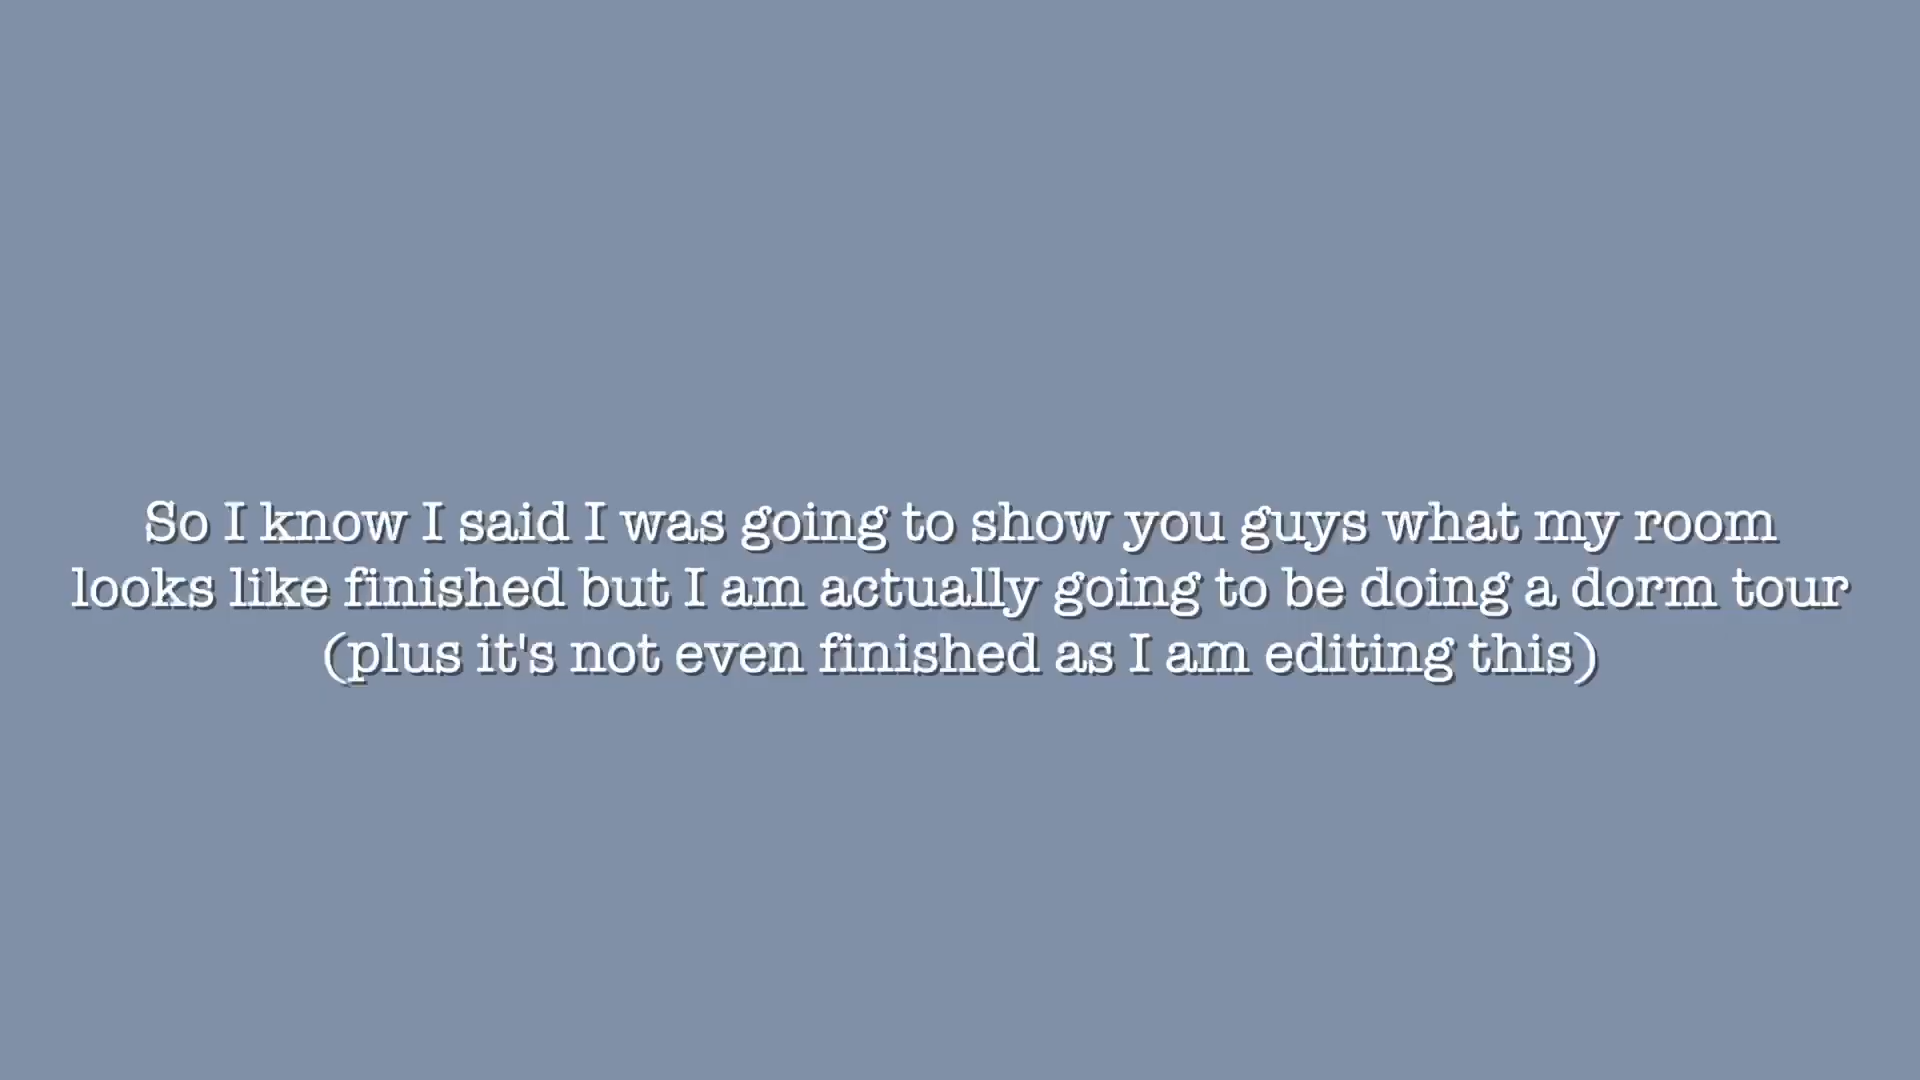 So I know I said I was going to show you guys what my room
looks like finished but I am actually going to be doing a dorm tour
(plus it's not even finished as I am editing this)